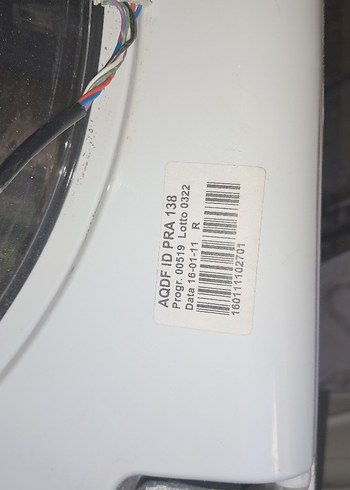 AQDF ID PRA 138
Progr. 00519 Lotto 0322
Data 16-01-11 R
160111102701